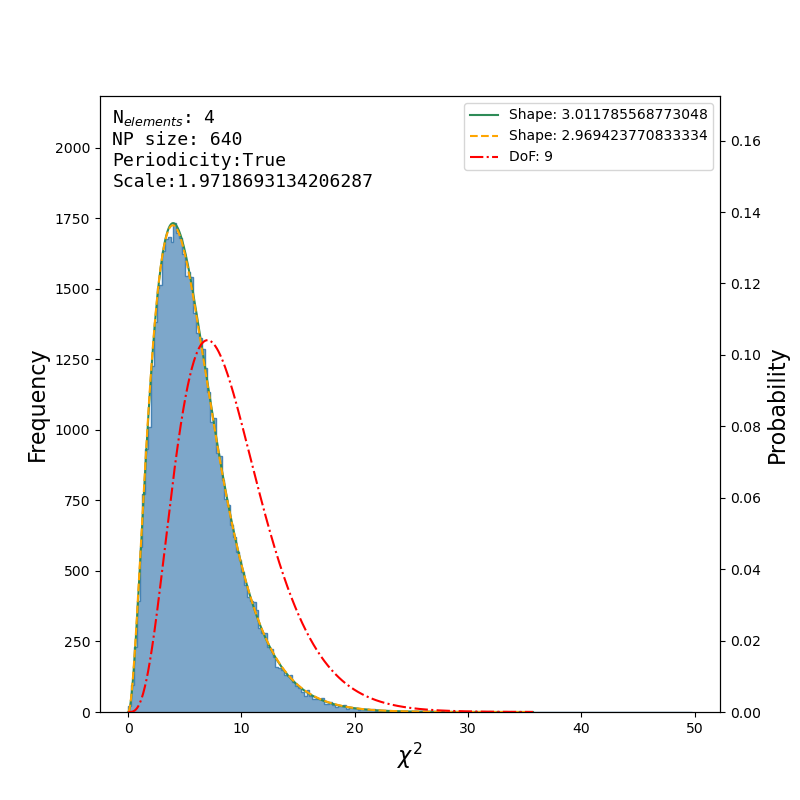 N_elements: 4
NP size: 640
Periodicity:True
Scale:1.9718693134206287
Shape: 3.011785568773048
Shape: 2.969423770833334
DoF: 9
Frequency
2000
1750
1500
1250
1000
750
500
250
0
0.16
0.14
0.12
0.10
0.08
0.06
0.04
0.02
0.00
Probability
0 10 20 30 40 50
χ²